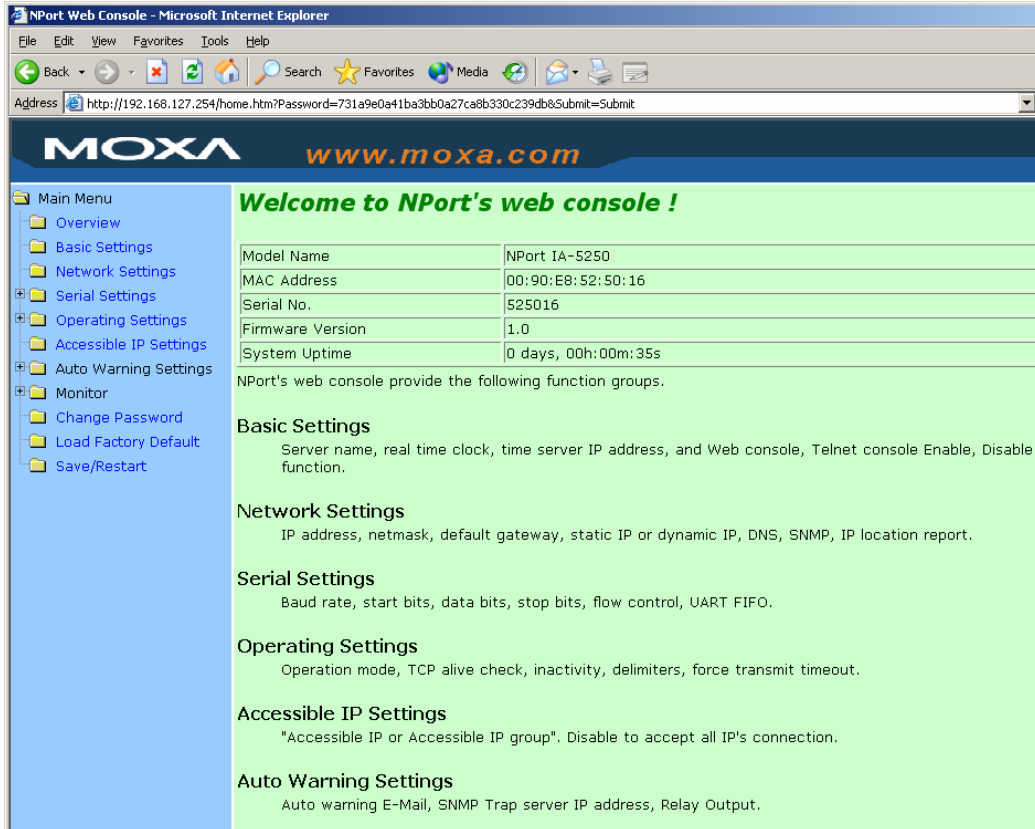 NPort Web Console - Microsoft Internet Explorer
File Edit View Favorites Tools Help
Back Search Favorites Media
Address http://192.168.127.254/home.htm?Password=731a9e0a41ba3bb0a27ca8b330c239db&Submit=Submit
MOXA www.moxa.com
Main Menu
Overview
Basic Settings
Network Settings
Serial Settings
Operating Settings
Accessible IP Settings
Auto Warning Settings
Monitor
Change Password
Load Factory Default
Save/Restart
Welcome to NPort's web console !
Model Name NPort IA-5250
MAC Address 00:90:E8:52:50:16
Serial No. 525016
Firmware Version 1.0
System Uptime 0 days, 00h:00m:35s
NPort's web console provide the following function groups.
Basic Settings
Server name, real time clock, time server IP address, and Web console, Telnet console Enable, Disable
function.
Network Settings
IP address, netmask, default gateway, static IP or dynamic IP, DNS, SNMP, IP location report.
Serial Settings
Baud rate, start bits, data bits, stop bits, flow control, UART FIFO.
Operating Settings
Operation mode, TCP alive check, inactivity, delimiters, force transmit timeout.
Accessible IP Settings
"Accessible IP or Accessible IP group". Disable to accept all IP's connection.
Auto Warning Settings
Auto warning E-Mail, SNMP Trap server IP address, Relay Output.